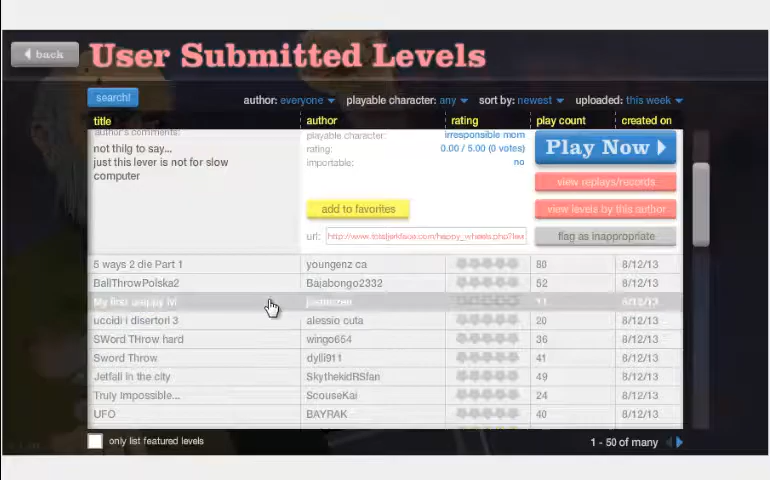 back
User Submitted Levels
search!
author: everyone playable character: any sort by: newest uploaded: this week
title author rating play count created on
author's comments:
not thilg to say...
just this lever is not for slow
computer
playable character: irresponsible mom
rating: 0.00 / 5.00 (0 votes)
importable: no
Play Now
view replays/records
add to favorites
view levels by this author
url:
flag as inappropriate
5 ways 2 die Part 1 youngenz ca 80 8/12/13
BallThrowPolska2 Bajabongo2332 52 8/12/13
My first 11 8/12/13
uccidi i disertori 3 alessio cuta 20 8/12/13
SWord THrow hard wingo654 36 8/12/13
Sword Throw dylli911 41 8/12/13
Jetfall in the city SkythekidRSfan 49 8/12/13
Truly Impossible... ScouseKai 24 8/12/13
UFO BAYRAK 40 8/12/13
only list featured levels
1 - 50 of many